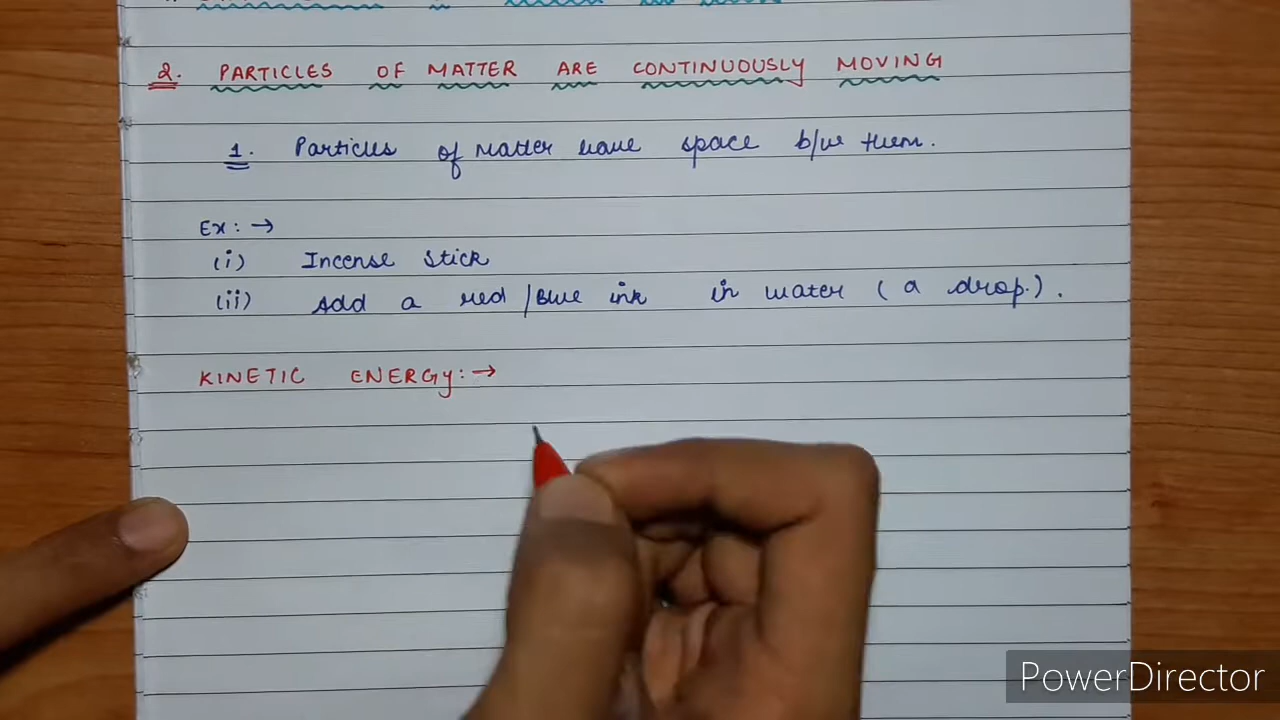 2. PARTICLES OF MATTER ARE CONTINUOUSLY MOVING
1. Particles of Matter have space b/w them.
Ex: →
(i) Incense stick
(ii) Add a red/Blue ink in water (a drop.).
KINETIC ENERGY: →
PowerDirector